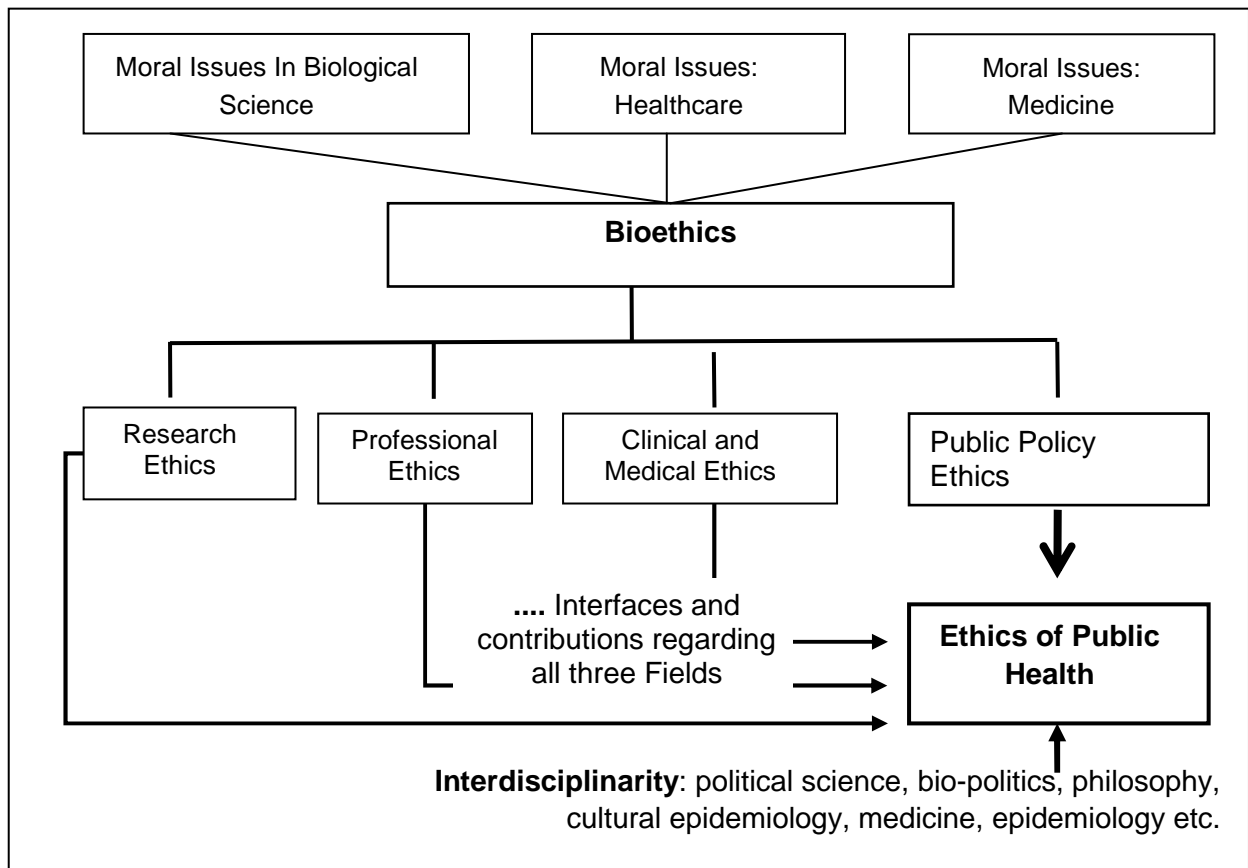 Moral Issues In Biological
Science
Moral Issues:
Healthcare
Moral Issues:
Medicine
Bioethics
Research
Ethics
Professional
Ethics
Clinical and
Medical Ethics
Public Policy
Ethics
.... Interfaces and
contributions regarding
all three Fields
Ethics of Public
Health
Interdisciplinarity: political science, bio-politics, philosophy,
cultural epidemiology, medicine, epidemiology etc.